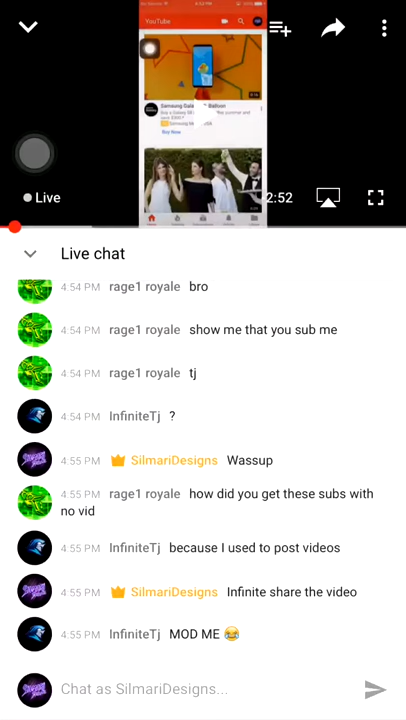 4:53 PM
YouTube
Samsung Gala
Balloon
Buy Now
Live
2:52
Live chat
4:54 PM rage1 royale bro
4:54 PM rage1 royale show me that you sub me
4:54 PM rage1 royale tj
4:54 PM InfiniteTj ?
4:55 PM SilmariDesigns Wassup
4:55 PM rage1 royale how did you get these subs with
no vid
4:55 PM InfiniteTj because I used to post videos
4:55 PM SilmariDesigns Infinite share the video
4:55 PM InfiniteTj MOD ME 😂
Chat as SilmariDesigns...